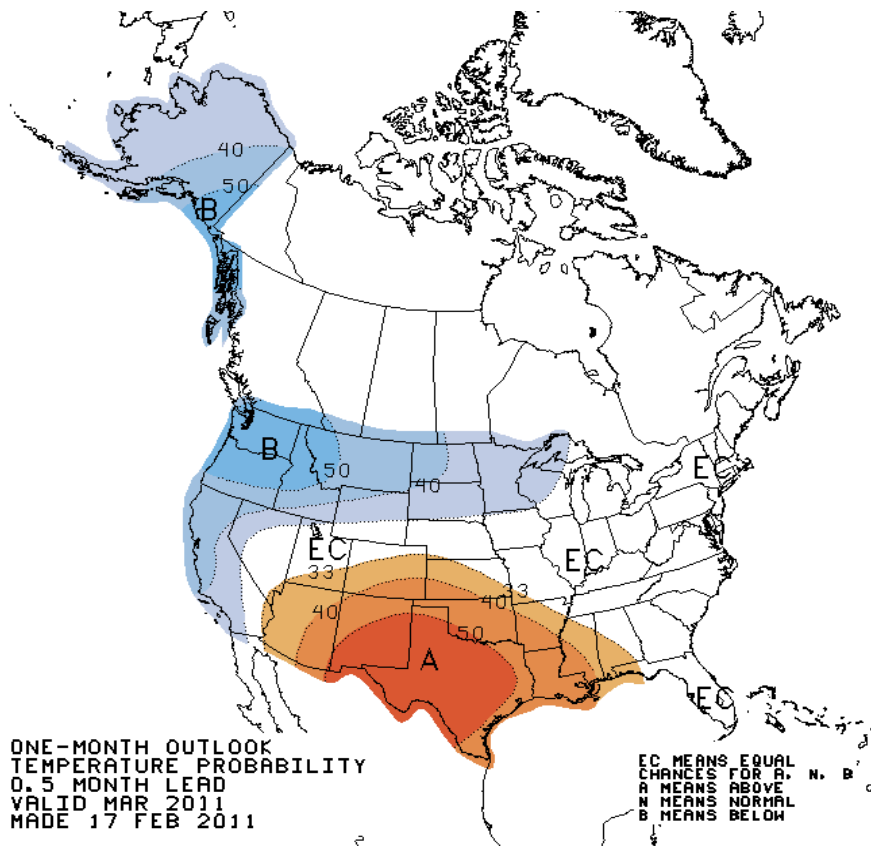 40
50
B
B
50
40
EC
EC
EC
33
33
40
40
50
A
EC
ONE-MONTH OUTLOOK
TEMPERATURE PROBABILITY
0.5 MONTH LEAD
VALID MAR 2011
MADE 17 FEB 2011
EC MEANS EQUAL
CHANCES FOR A, N, B
A MEANS ABOVE
N MEANS NORMAL
B MEANS BELOW